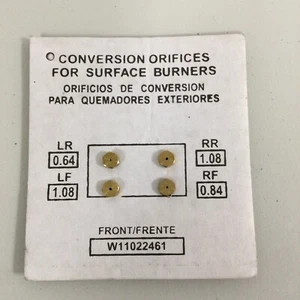 CONVERSION ORIFICES
FOR SURFACE BURNERS
ORIFICIOS DE CONVERSION
PARA QUEMADORES EXTERIORES
LR
RR
0.64
1.08
LF
RF
1.08
0.84
FRONT/FRENTE
W11022461